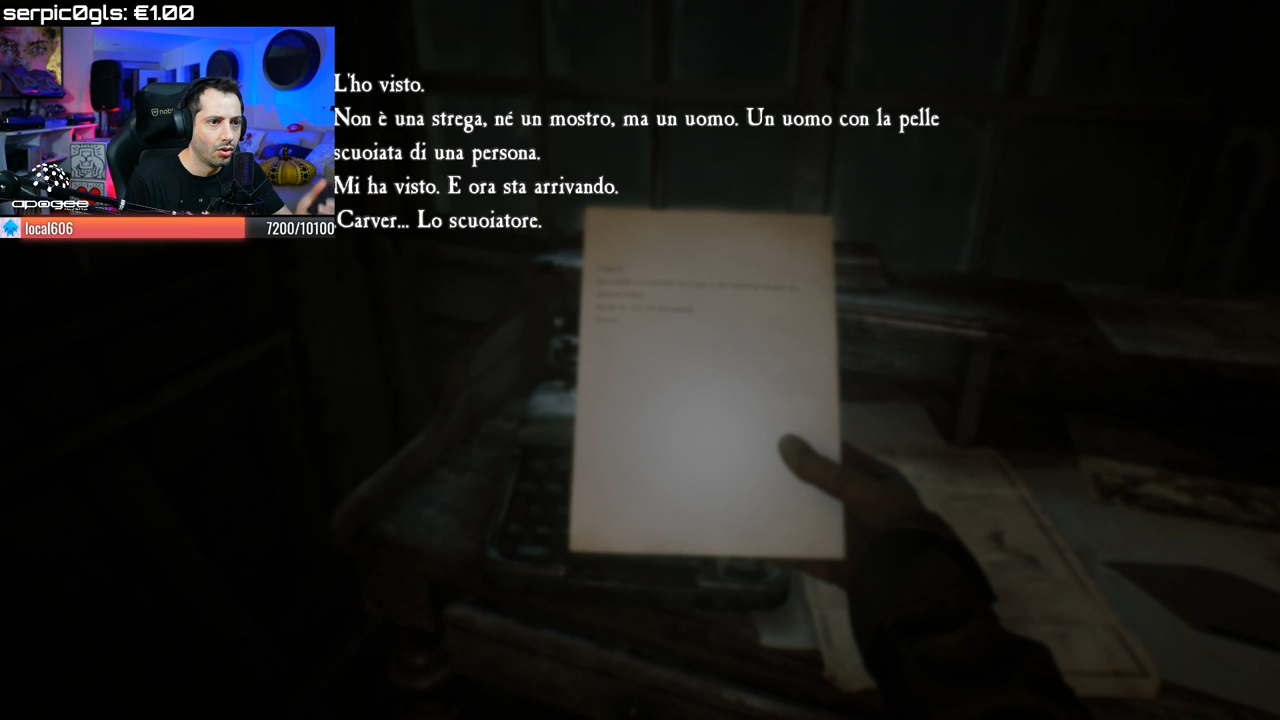 serpic0gls: €1.00
nobl
apogee
local606
7200/10100
L'ho visto.
Non è una strega, né un mostro, ma un uomo. Un uomo con la pelle
scuoiata di una persona.
Mi ha visto. E ora sta arrivando.
Carver... Lo scuoiatore.